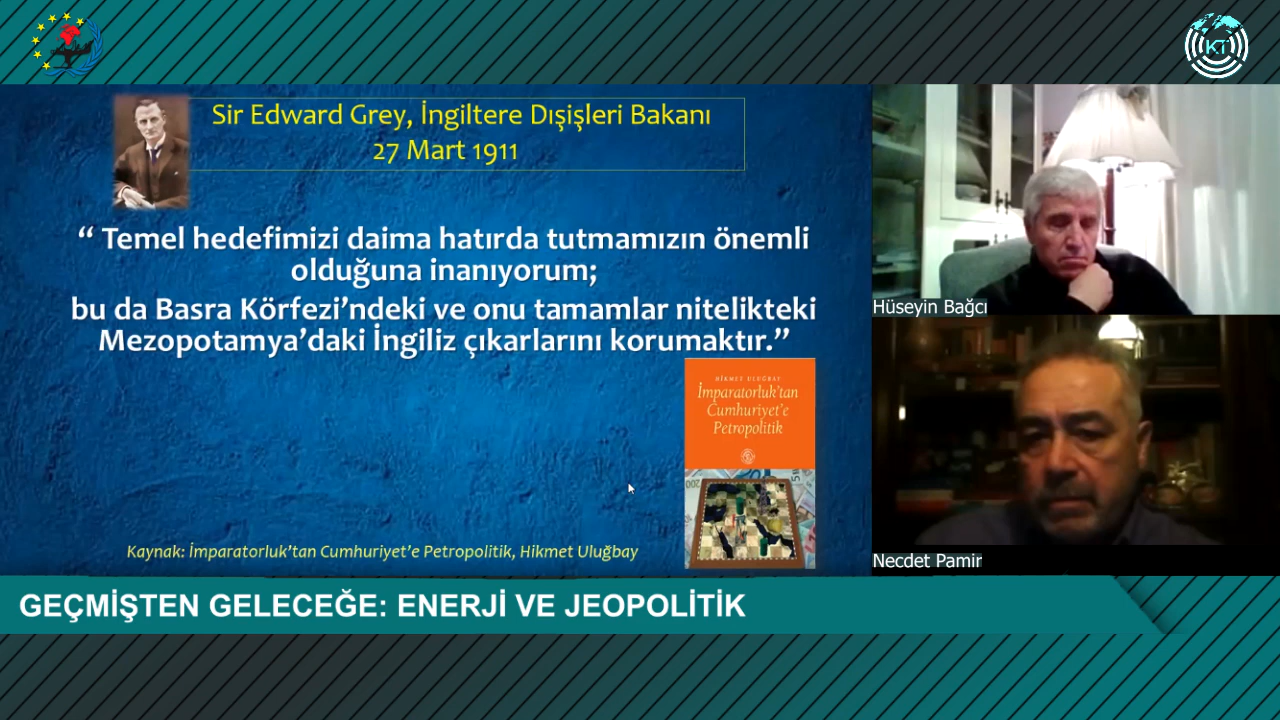 KT
Sir Edward Grey, İngiltere Dışişleri Bakanı
27 Mart 1911
“ Temel hedefimizi daima hatırda tutmamızın önemli
olduğuna inanıyorum;
bu da Basra Körfezi’ndeki ve onu tamamlar nitelikteki
Mezopotamya’daki İngiliz çıkarlarını korumaktır.”
HİKMET ULUĞBAY
İmparatorluk’tan
Cumhuriyet’e
Petropolitik
Kaynak: İmparatorluk’tan Cumhuriyet’e Petropolitik, Hikmet Uluğbay
Hüseyin Bağcı
Necdet Pamir
GEÇMİŞTEN GELECEĞE: ENERJİ VE JEOPOLİTİK